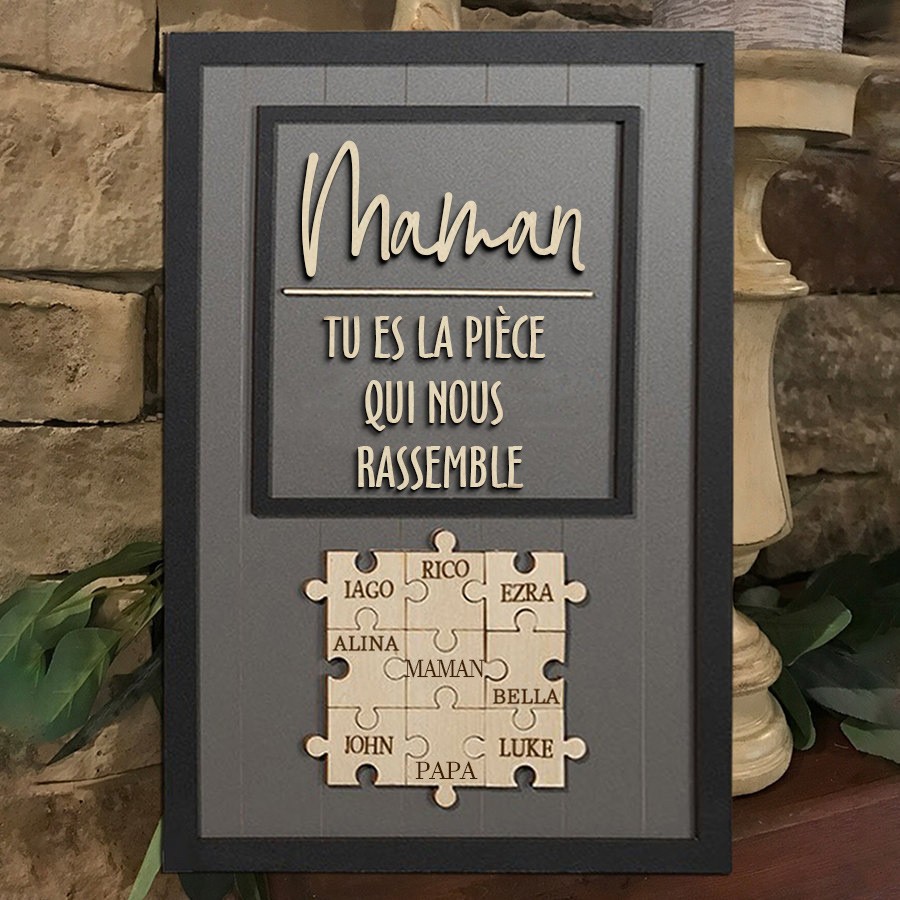 Maman
TU ES LA PIÈCE
QUI NOUS
RASSEMBLE
IAGO RICO EZRA
ALINA MAMAN BELLA
JOHN PAPA LUKE